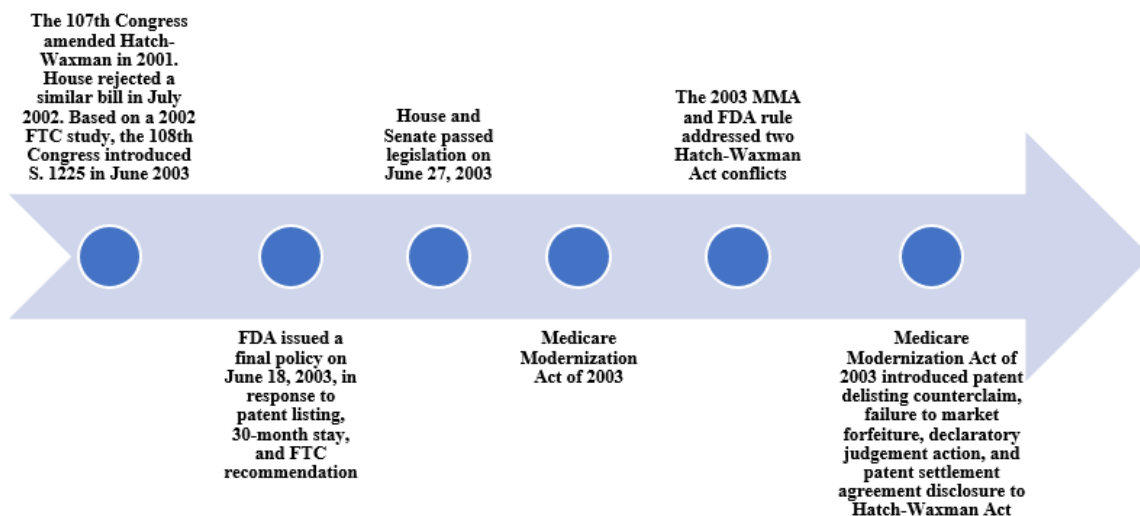 The 107th Congress
amended Hatch-
Waxman in 2001.
House rejected a
similar bill in July
2002. Based on a 2002
FTC study, the 108th
Congress introduced
S. 1225 in June 2003
FDA issued a
final policy on
June 18, 2003, in
response to
patent listing,
30-month stay,
and FTC
recommendation
House and
Senate passed
legislation on
June 27, 2003
Medicare
Modernization
Act of 2003
The 2003 MMA
and FDA rule
addressed two
Hatch-Waxman
Act conflicts
Medicare
Modernization Act of
2003 introduced patent
delisting counterclaim,
failure to market
forfeiture, declaratory
judgement action, and
patent settlement
agreement disclosure to
Hatch-Waxman Act